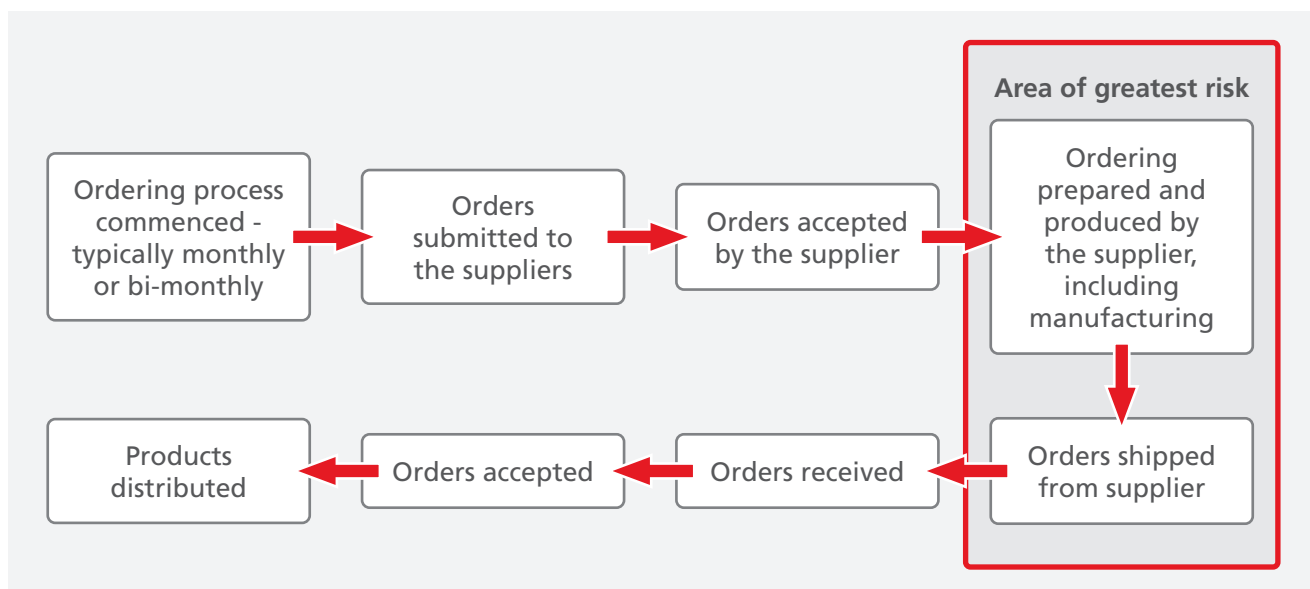 Ordering process
commenced -
typically monthly
or bi-monthly
Orders
submitted to
the suppliers
Orders accepted
by the supplier
Area of greatest risk
Ordering
prepared and
produced by
the supplier,
including
manufacturing
Orders shipped
from supplier
Orders received
Orders accepted
Products
distributed